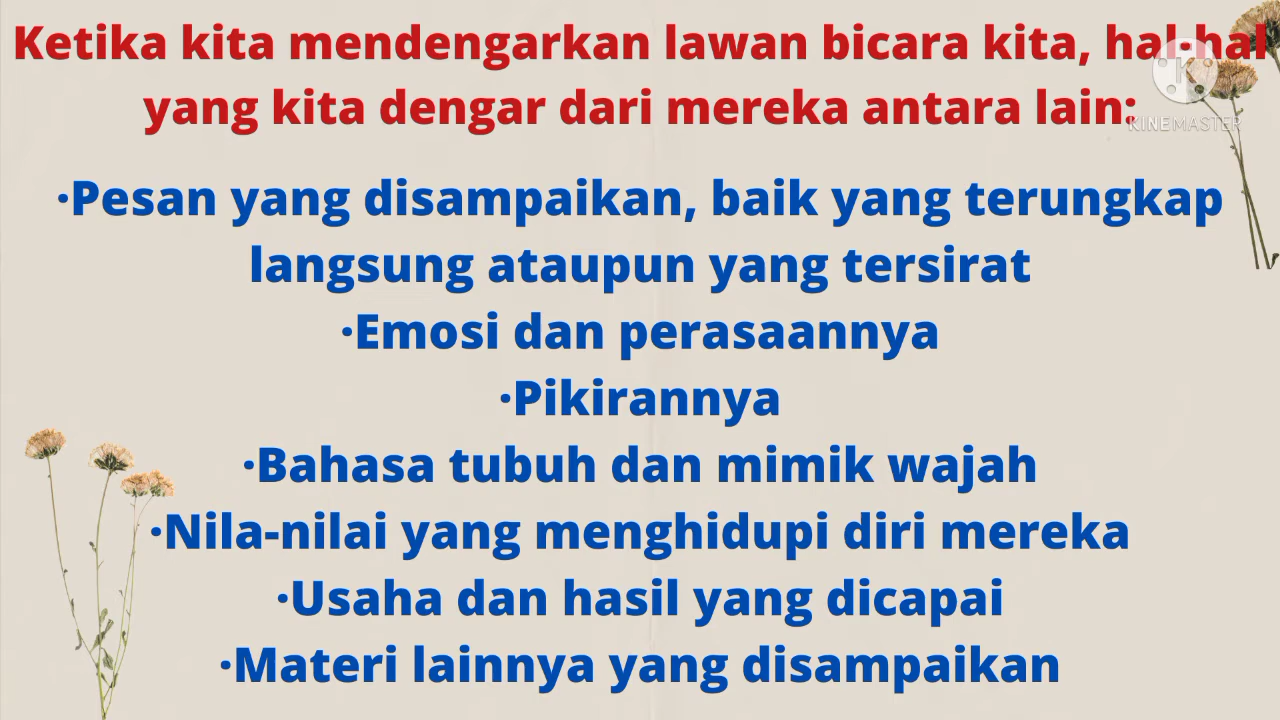 Ketika kita mendengarkan lawan bicara kita, hal-hal
yang kita dengar dari mereka antara lain:
KINEMASTER
·Pesan yang disampaikan, baik yang terungkap
langsung ataupun yang tersirat
·Emosi dan perasaannya
·Pikirannya
·Bahasa tubuh dan mimik wajah
·Nila-nilai yang menghidupi diri mereka
·Usaha dan hasil yang dicapai
·Materi lainnya yang disampaikan